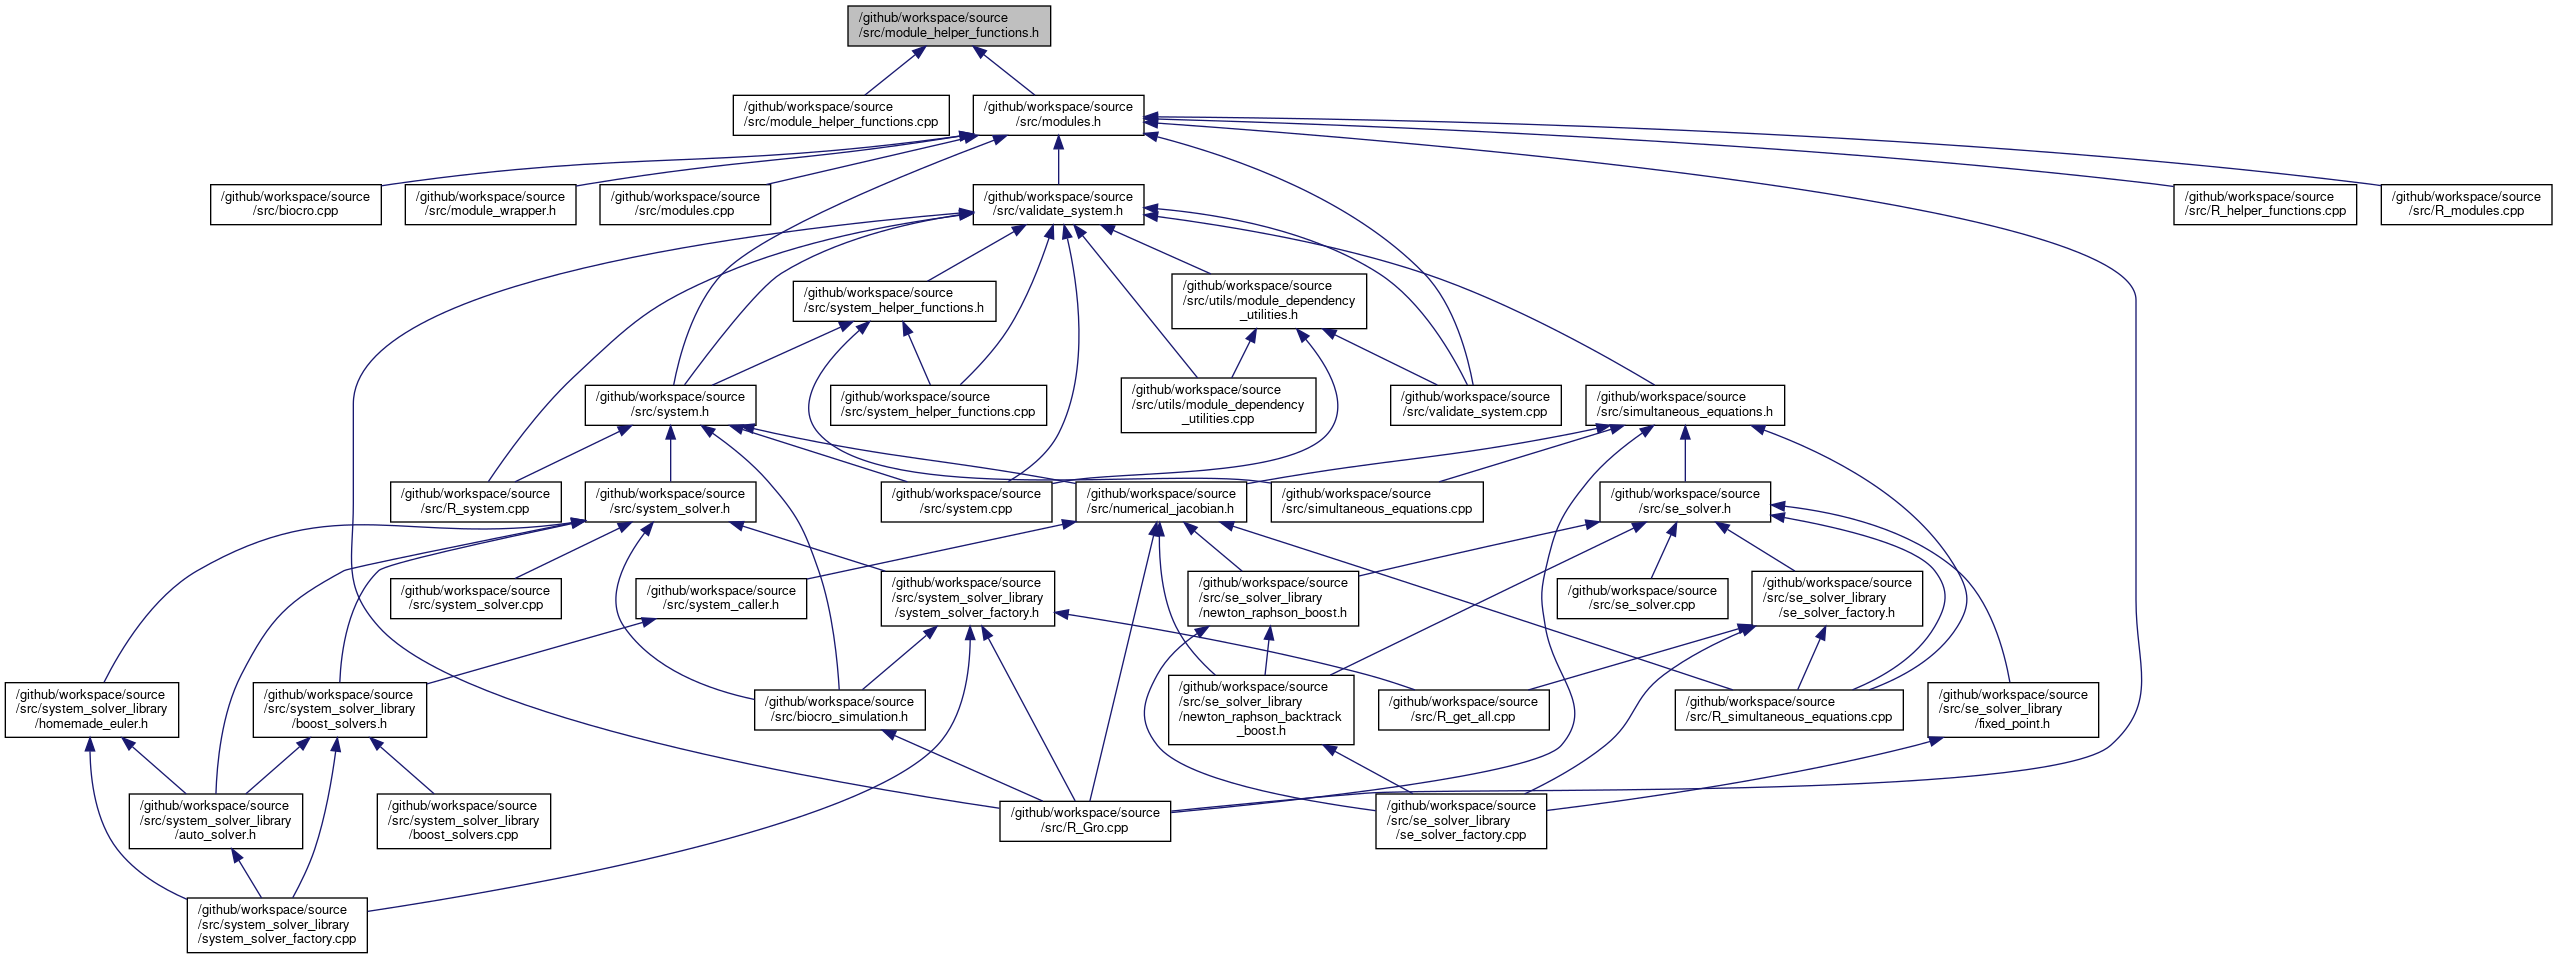 /github/workspace/source
/src/module_helper_functions.h
/github/workspace/source
/src/module_helper_functions.cpp
/github/workspace/source
/src/modules.h
/github/workspace/source
/src/biocro.cpp
/github/workspace/source
/src/module_wrapper.h
/github/workspace/source
/src/modules.cpp
/github/workspace/source
/src/validate_system.h
/github/workspace/source
/src/R_helper_functions.cpp
/github/workspace/source
/src/R_modules.cpp
/github/workspace/source
/src/system_helper_functions.h
/github/workspace/source
/src/utils/module_dependency
_utilities.h
/github/workspace/source
/src/system.h
/github/workspace/source
/src/system_helper_functions.cpp
/github/workspace/source
/src/utils/module_dependency
_utilities.cpp
/github/workspace/source
/src/validate_system.cpp
/github/workspace/source
/src/simultaneous_equations.h
/github/workspace/source
/src/R_system.cpp
/github/workspace/source
/src/system_solver.h
/github/workspace/source
/src/system.cpp
/github/workspace/source
/src/numerical_jacobian.h
/github/workspace/source
/src/simultaneous_equations.cpp
/github/workspace/source
/src/se_solver.h
/github/workspace/source
/src/system_solver.cpp
/github/workspace/source
/src/system_caller.h
/github/workspace/source
/src/system_solver_library
/system_solver_factory.h
/github/workspace/source
/src/se_solver_library
/newton_raphson_boost.h
/github/workspace/source
/src/se_solver.cpp
/github/workspace/source
/src/se_solver_library
/se_solver_factory.h
/github/workspace/source
/src/system_solver_library
/homemade_euler.h
/github/workspace/source
/src/system_solver_library
/boost_solvers.h
/github/workspace/source
/src/biocro_simulation.h
/github/workspace/source
/src/se_solver_library
/newton_raphson_backtrack
_boost.h
/github/workspace/source
/src/R_get_all.cpp
/github/workspace/source
/src/R_simultaneous_equations.cpp
/github/workspace/source
/src/se_solver_library
/fixed_point.h
/github/workspace/source
/src/system_solver_library
/auto_solver.h
/github/workspace/source
/src/system_solver_library
/boost_solvers.cpp
/github/workspace/source
/src/R_Gro.cpp
/github/workspace/source
/src/se_solver_library
/se_solver_factory.cpp
/github/workspace/source
/src/system_solver_library
/system_solver_factory.cpp